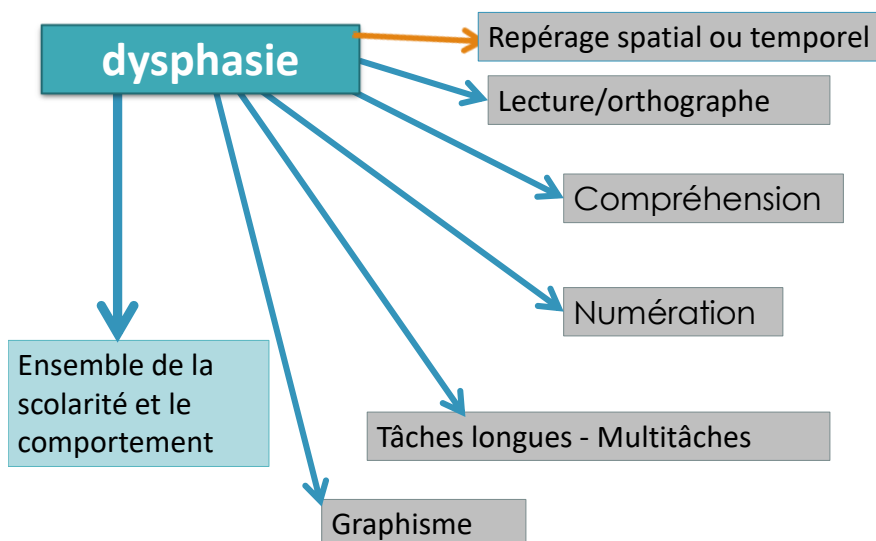 dysphasie
Repérage spatial ou temporel
Lecture/orthographe
Compréhension
Numération
Ensemble de la
scolarité et le
comportement
Tâches longues - Multitâches
Graphisme